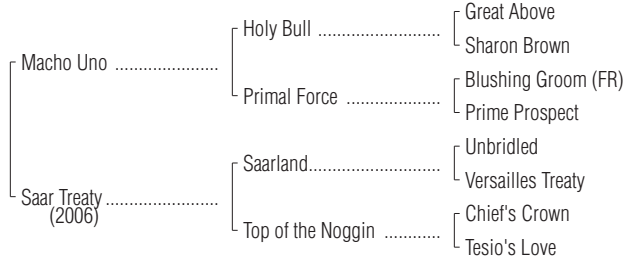 Great Above
Holy Bull ..............................
Sharon Brown
Macho Uno .........................
Blushing Groom (FR)
Primal Force .......................
Prime Prospect
Unbridled
Saarland................................
Versailles Treaty
Saar Treaty ...........................
(2006)
Chief's Crown
Top of the Noggin .............
Tesio's Love